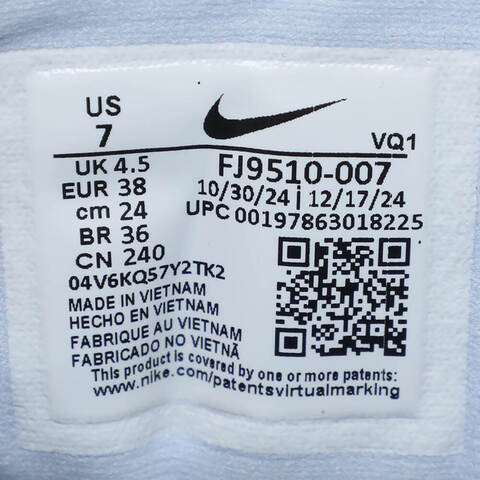 US
7
VQ1
UK 4.5
EUR 38
cm 24
BR 36
CN 240
FJ9510-007
10/30/24 | 12/17/24
UPC 00197863018225
04V6KQ57Y2TK2
MADE IN VIETNAM
HECHO EN VIETNAM
FABRIQUE AU VIETNAM
FABRICADO NO VIETNÃ
This product is covered by one or more patents:
www.nike.com/patentsvirtualmarking